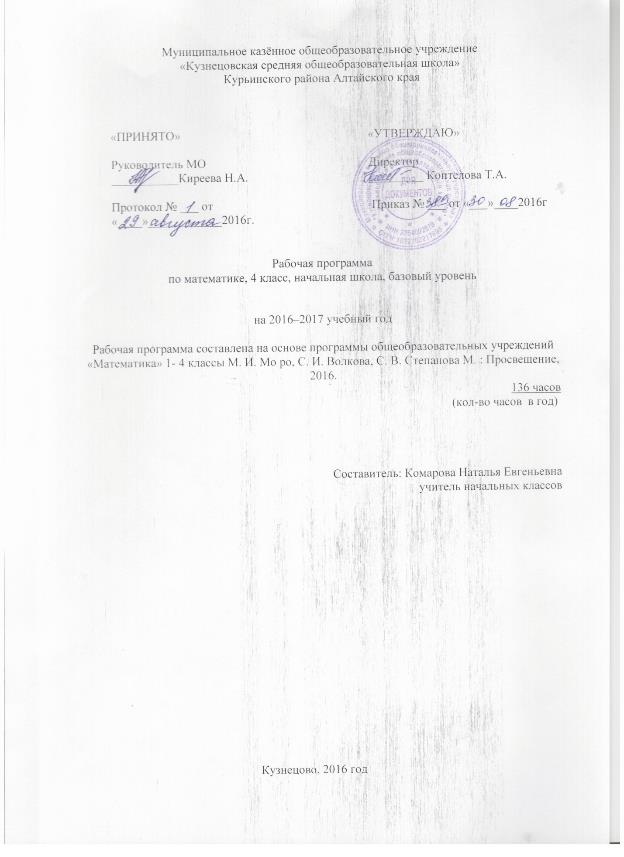 Муниципальное казённое общеобразовательное учреждение
«Кузнецовская средняя общеобразовательная школа»
Курьинского района Алтайского края
«ПРИНЯТО» «УТВЕРЖДАЮ»
Руководитель МО Директор
Киреева Н.А. Коптелова Т.А.
ДЛЯ
ДОКУМЕНТОВ
Протокол № 1 от Приказ № от «30» 08 2016г
«29» августа 2016г.
Рабочая программа
по математике, 4 класс, начальная школа, базовый уровень
на 2016–2017 учебный год
Рабочая программа составлена на основе программы общеобразовательных учреждений
«Математика» 1- 4 классы М. И. Мо ро, С. И. Волкова, С. В. Степанова М. : Просвещение,
2016.
136 часов
(кол-во часов в год)
Составитель: Комарова Наталья Евгеньевна
учитель начальных классов
Кузнецово, 2016 год